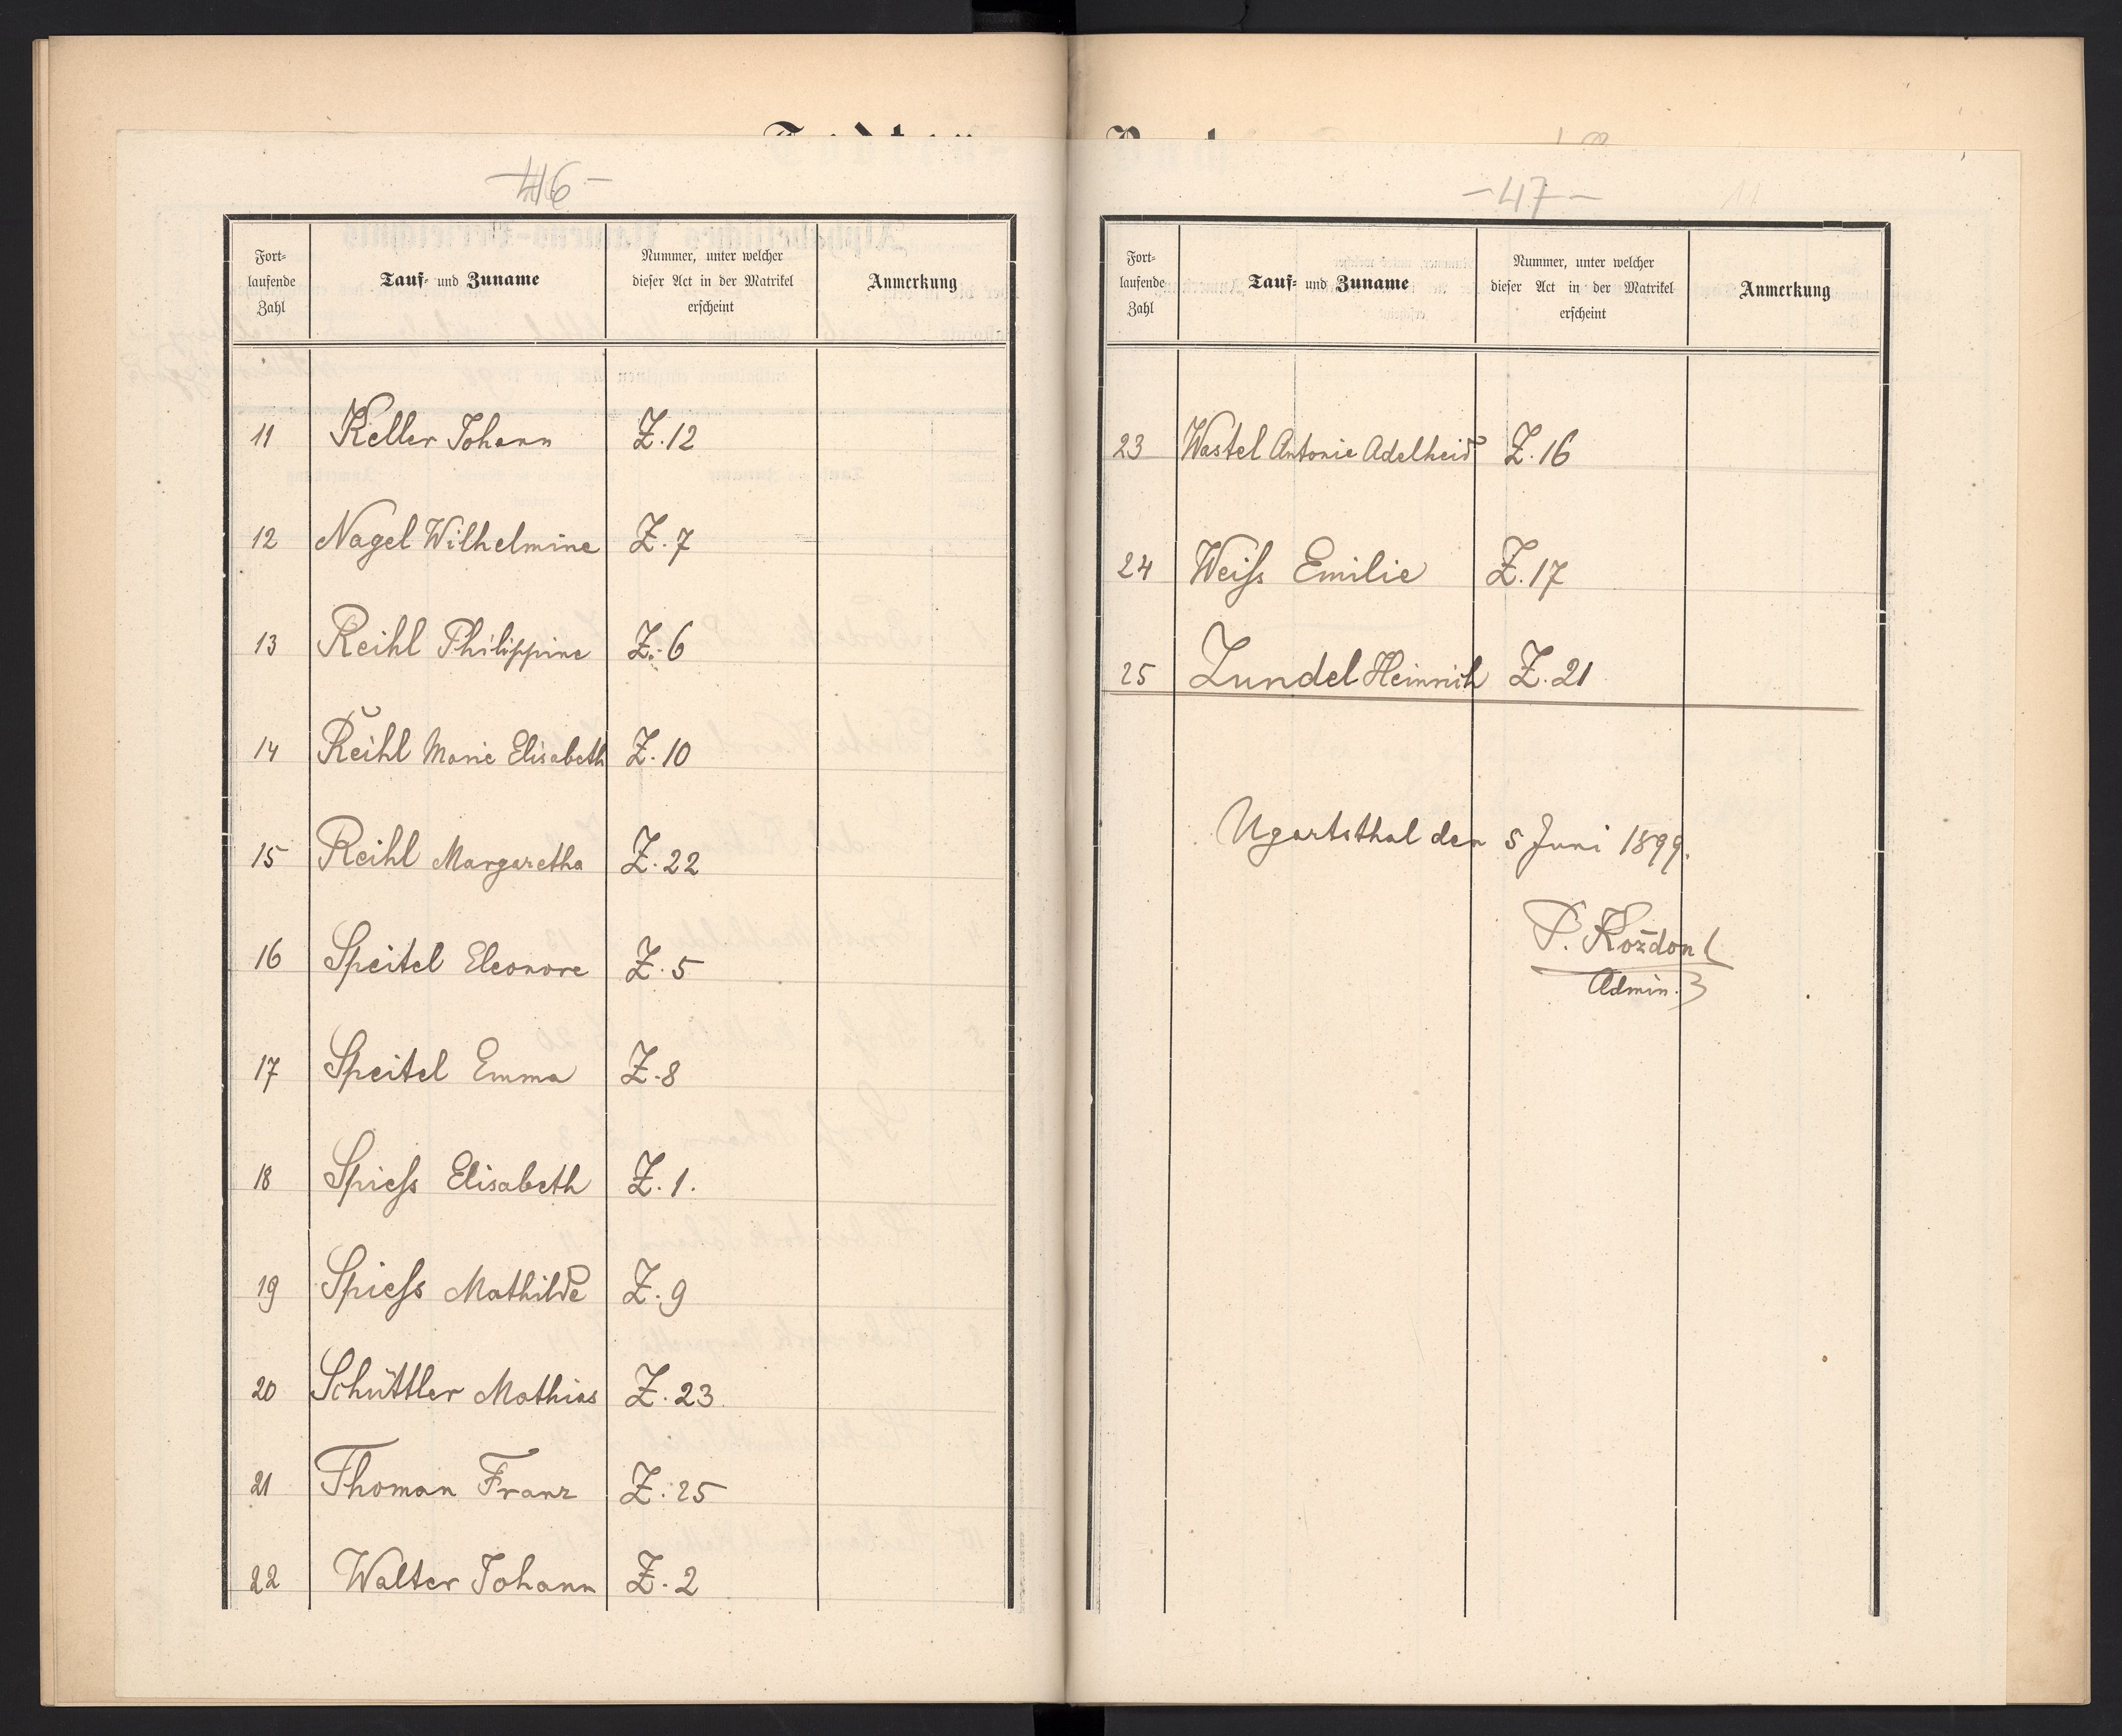 46
Fort-
laufende
Zahl
Tauf- und Zuname
Nummer, unter welcher
dieser Act in der Matrikel
erscheint
Anmerkung
11 Keller Johann Z. 12
12 Nagel Wilhelmine Z. 7
13 Reihl Philippine Z. 6
14 Reihl Marie Elisabeth Z. 10
15 Reihl Margaretha Z. 22
16 Speitel Eleonore Z. 5
17 Speitel Emma Z. 8
18 Spieſs Elisabeth Z. 1.
19 Spieſs Mathilde Z. 9
20 Schüttler Mathias Z. 23
21 Thoman Franz Z. 25
22 Walter Johann Z. 2
- 47 -
Fort-
laufende
Zahl
Tauf- und Zuname
Nummer, unter welcher
dieser Act in der Matrikel
erscheint
Anmerkung
23 Wastel Antonie Adelheid Z. 16
24 Weiſs Emilie Z. 17
25 Zundel Heinrich Z. 21
Ugartsthal den 5 Juni 1899.
P. Kożdon
Admin.